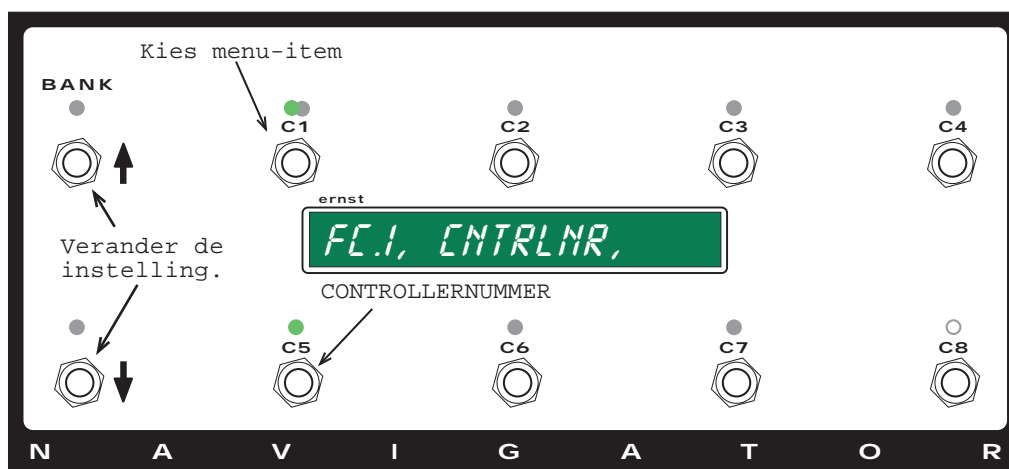 Kies menu-item
BANK
C1 C2 C3 C4
ernst
FC.1, CNTRLNR,
Verander de
instelling.
CONTROLLERNUMMER
C5 C6 C7 C8
N A V I G A T O R